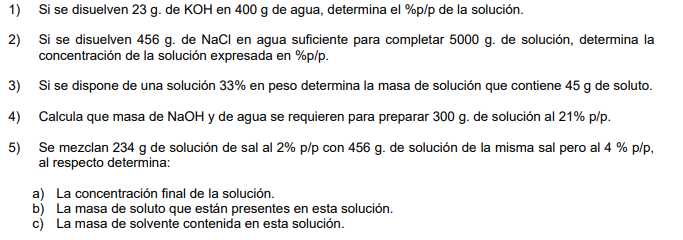 1) Si se disuelven 23 g. de KOH en 400 g de agua, determina el %p/p de la solución.
2) Si se disuelven 456 g. de NaCl en agua suficiente para completar 5000 g. de solución, determina la
concentración de la solución expresada en %p/p.
3) Si se dispone de una solución 33% en peso determina la masa de solución que contiene 45 g de soluto.
4) Calcula que masa de NaOH y de agua se requieren para preparar 300 g. de solución al 21% p/p.
5) Se mezclan 234 g de solución de sal al 2% p/p con 456 g. de solución de la misma sal pero al 4 % p/p,
al respecto determina:
a) La concentración final de la solución.
b) La masa de soluto que están presentes en esta solución.
c) La masa de solvente contenida en esta solución.